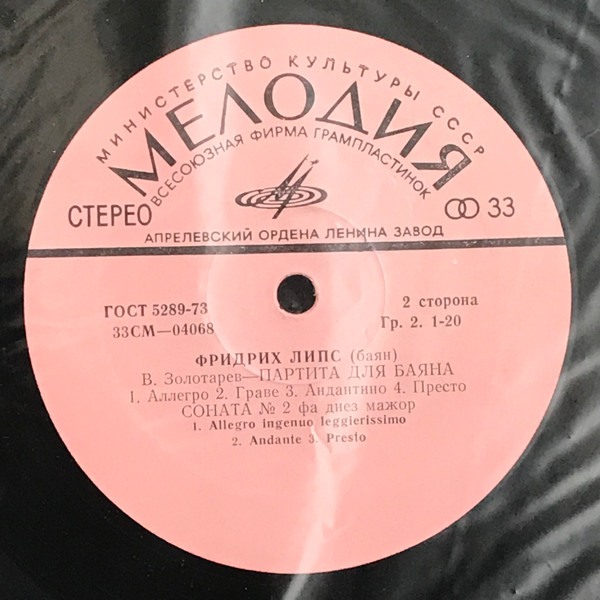 МИНИСТЕРСТВО КУЛЬТУРЫ СССР
МЕЛОДИЯ
ВСЕСОЮЗНАЯ ФИРМА ГРАМПЛАСТИНОК
СТЕРЕО
33
АПРЕЛЕВСКИЙ ОРДЕНА ЛЕНИНА ЗАВОД
ГОСТ 5289-73
2 сторона
33СМ—04068
Гр. 2. 1-20
ФРИДРИХ ЛИПС (баян)
В. Золотарев—ПАРТИТА ДЛЯ БАЯНА
1. Аллегро 2. Граве 3. Андантино 4. Престо
СОНАТА № 2 фа диез мажор
1. Allegro ingenuo leggierissimo
2. Andante 3. Presto